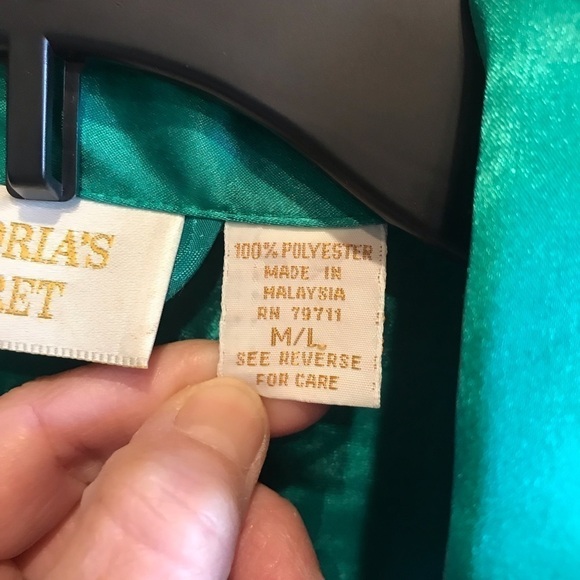 ORIA'S
RET
100% POLYESTER
MADE IN
MALAYSIA
RN 79711
M/L
SEE REVERSE
FOR CARE